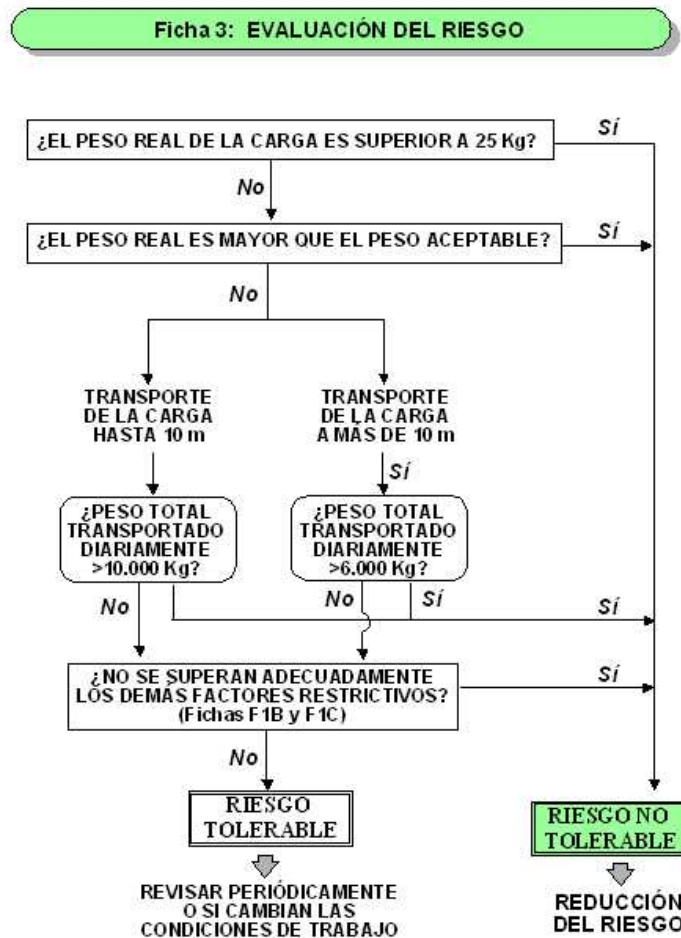 Ficha 3: EVALUACIÓN DEL RIESGO
¿EL PESO REAL DE LA CARGA ES SUPERIOR A 25 Kg?
Sí
No
¿EL PESO REAL ES MAYOR QUE EL PESO ACEPTABLE?
Sí
No
TRANSPORTE
DE LA CARGA
HASTA 10 m
TRANSPORTE
DE LA CARGA
A MÁS DE 10 m
Sí
¿PESO TOTAL
TRANSPORTADO
DIARIAMENTE
>10.000 Kg?
¿PESO TOTAL
TRANSPORTADO
DIARIAMENTE
>6.000 Kg?
No
No
Sí
Sí
¿NO SE SUPERAN ADECUADAMENTE
LOS DEMÁS FACTORES RESTRICTIVOS?
(Fichas F1B y F1C)
Sí
No
RIESGO
TOLERABLE
RIESGO NO
TOLERABLE
REVISAR PERIÓDICAMENTE
O SI CAMBIAN LAS
CONDICIONES DE TRABAJO
REDUCCIÓN
DEL RIESGO